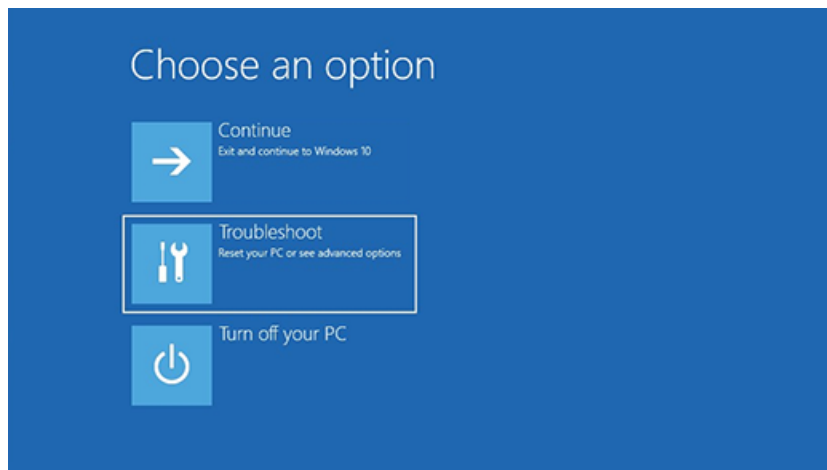 Choose an option
Continue
Exit and continue to Windows 10
Troubleshoot
Reset your PC or see advanced options
Turn off your PC